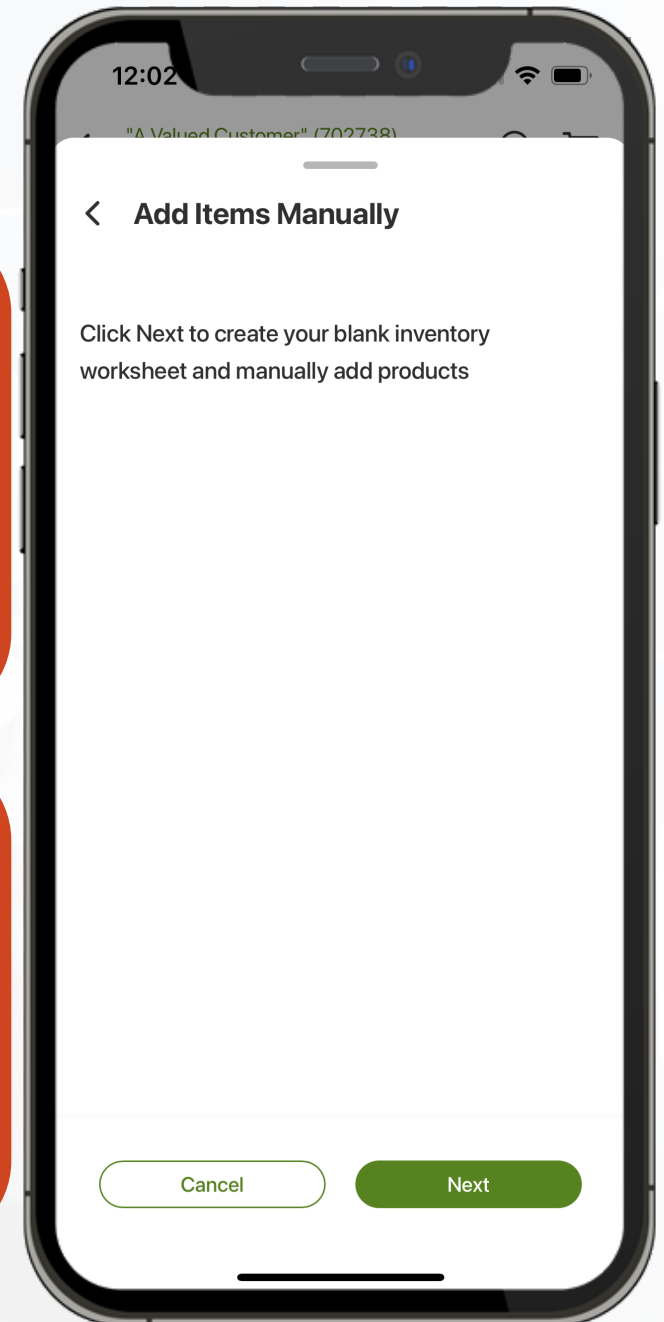 12:02
"A Valued Customer" (702738)
Add Items Manually
Click Next to create your blank inventory
worksheet and manually add products
Cancel
Next